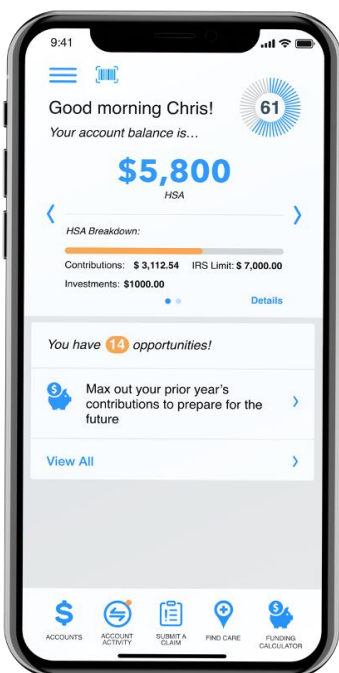 9:41
Good morning Chris!
61
Your account balance is...
$5,800
HSA
HSA Breakdown:
Contributions: $ 3,112.54 IRS Limit: $ 7,000.00
Investments: $1000.00
Details
You have 14 opportunities!
Max out your prior year's
contributions to prepare for the
future
View All
ACCOUNTS
ACCOUNT
ACTIVITY
SUBMIT A
CLAIM
FIND CARE
FUNDING
CALCULATOR